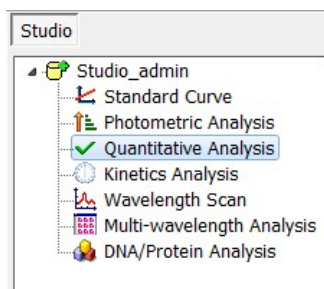 Studio
Studio_admin
Standard Curve
Photometric Analysis
Quantitative Analysis
Kinetics Analysis
Wavelength Scan
Multi-wavelength Analysis
DNA/Protein Analysis